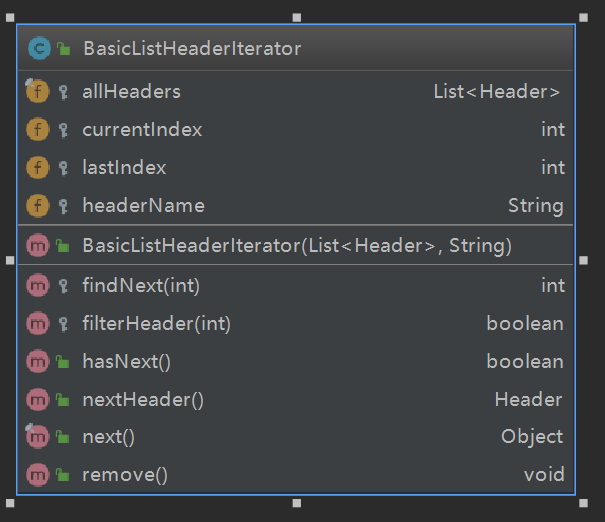 BasicListHeaderIterator
allHeaders List<Header>
currentIndex int
lastIndex int
headerName String
BasicListHeaderIterator(List<Header>, String)
findNext(int) int
filterHeader(int) boolean
hasNext() boolean
nextHeader() Header
next() Object
remove() void